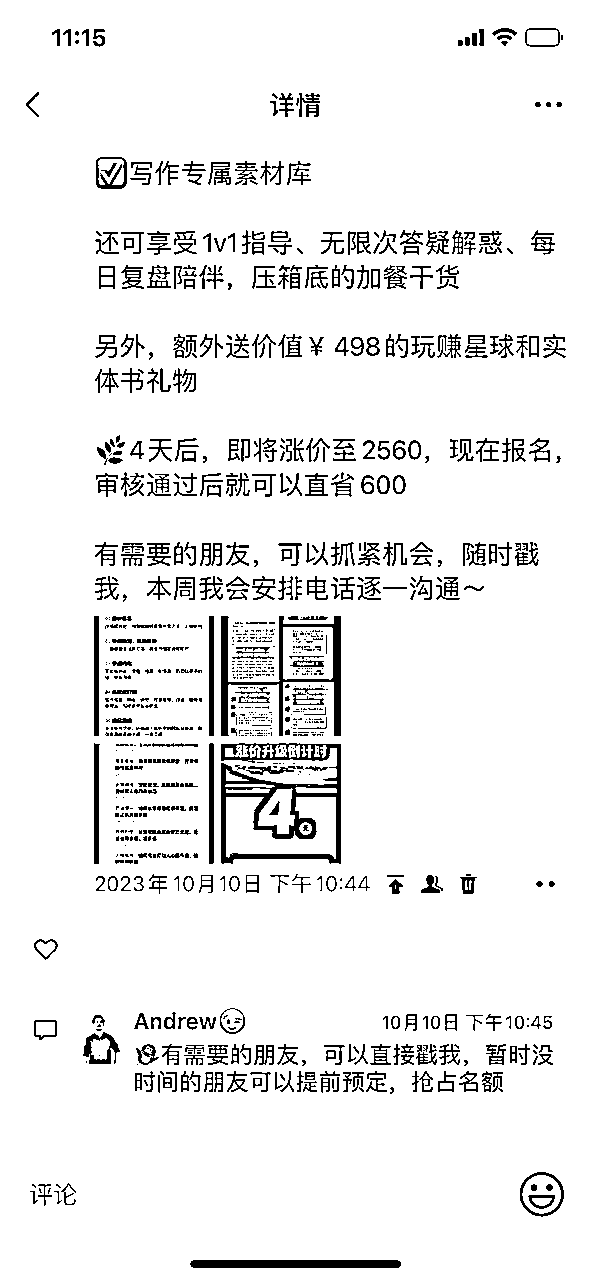 11:15
详情
写作专属素材库
还可享受1v1指导、无限次答疑解惑、每
日复盘陪伴，压箱底的加餐干货
另外，额外送价值¥ 498的玩赚星球和实
体书礼物
🌿4天后，即将涨价至2560，现在报名，
审核通过后就可以直省600
有需要的朋友，可以抓紧机会，随时戳
我，本周我会安排电话逐一沟通～
涨价升级倒计时
4
2023年10月10日 下午10:44
Andrew😉 10月10日 下午10:45
有需要的朋友，可以直接戳我，暂时没
时间的朋友可以提前预定，抢占名额
评论